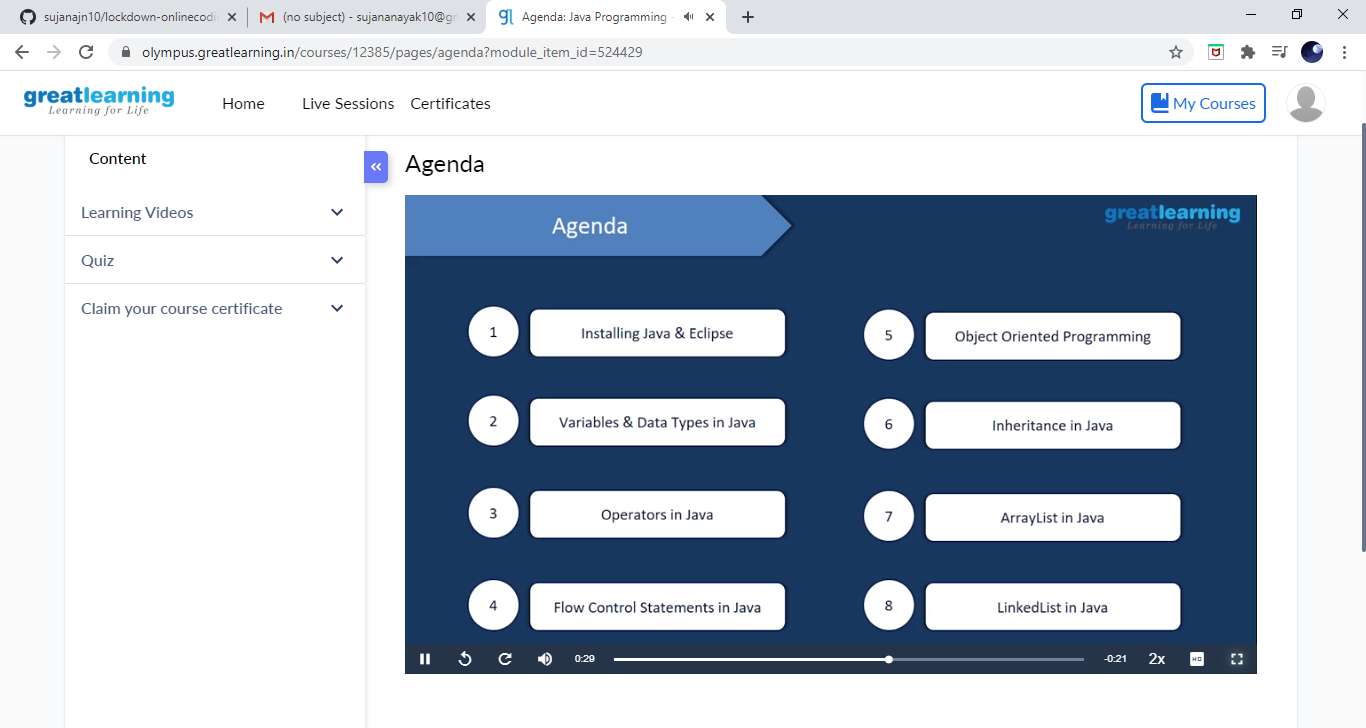 sujanajn10/lockdown-onlinecodi
(no subject) - sujananayak10@gm
Agenda: Java Programming
olympus.greatlearning.in/courses/12385/pages/agenda?module_item_id=524429
greatlearning
Learning for Life
Home
Live Sessions
Certificates
My Courses
Content
Learning Videos
Quiz
Claim your course certificate
Agenda
Agenda
greatlearning
Learning for Life
1 Installing Java & Eclipse
2 Variables & Data Types in Java
3 Operators in Java
4 Flow Control Statements in Java
5 Object Oriented Programming
6 Inheritance in Java
7 ArrayList in Java
8 LinkedList in Java
0:29
-0:21
2x
HD